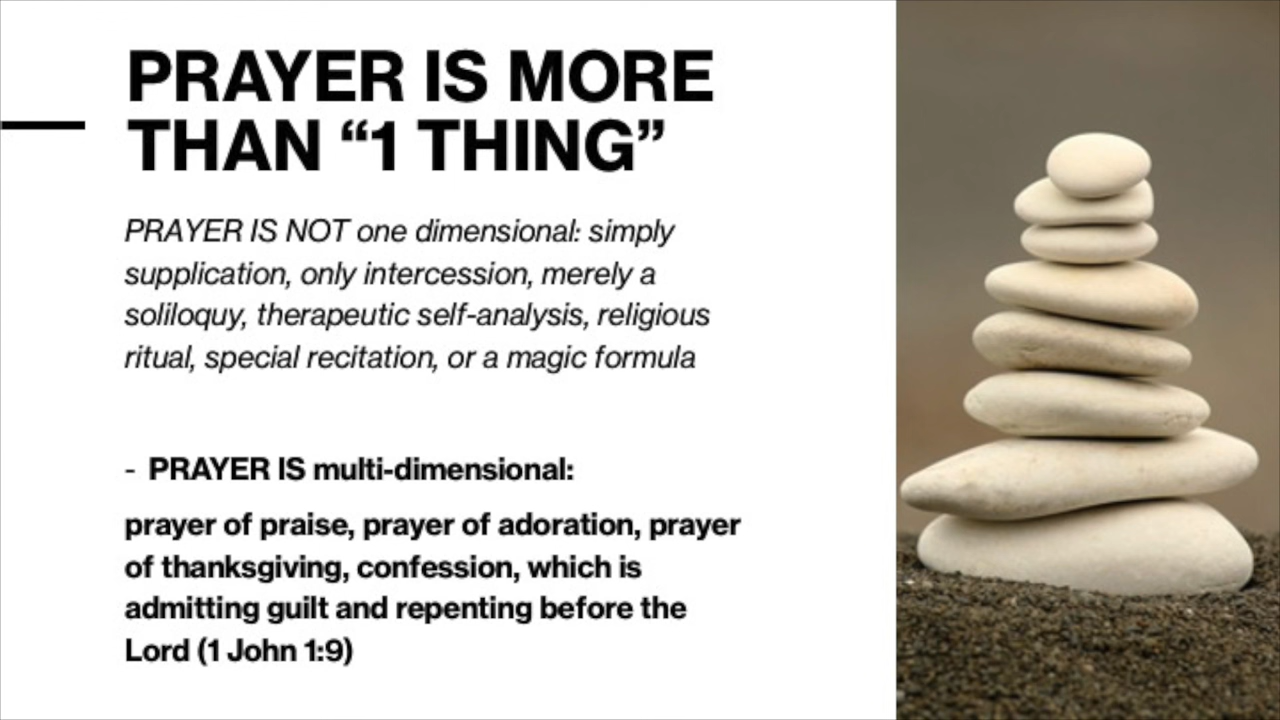 PRAYER IS MORE
THAN “1 THING”
PRAYER IS NOT one dimensional: simply
supplication, only intercession, merely a
soliloquy, therapeutic self-analysis, religious
ritual, special recitation, or a magic formula
- PRAYER IS multi-dimensional:
prayer of praise, prayer of adoration, prayer
of thanksgiving, confession, which is
admitting guilt and repenting before the
Lord (1 John 1:9)